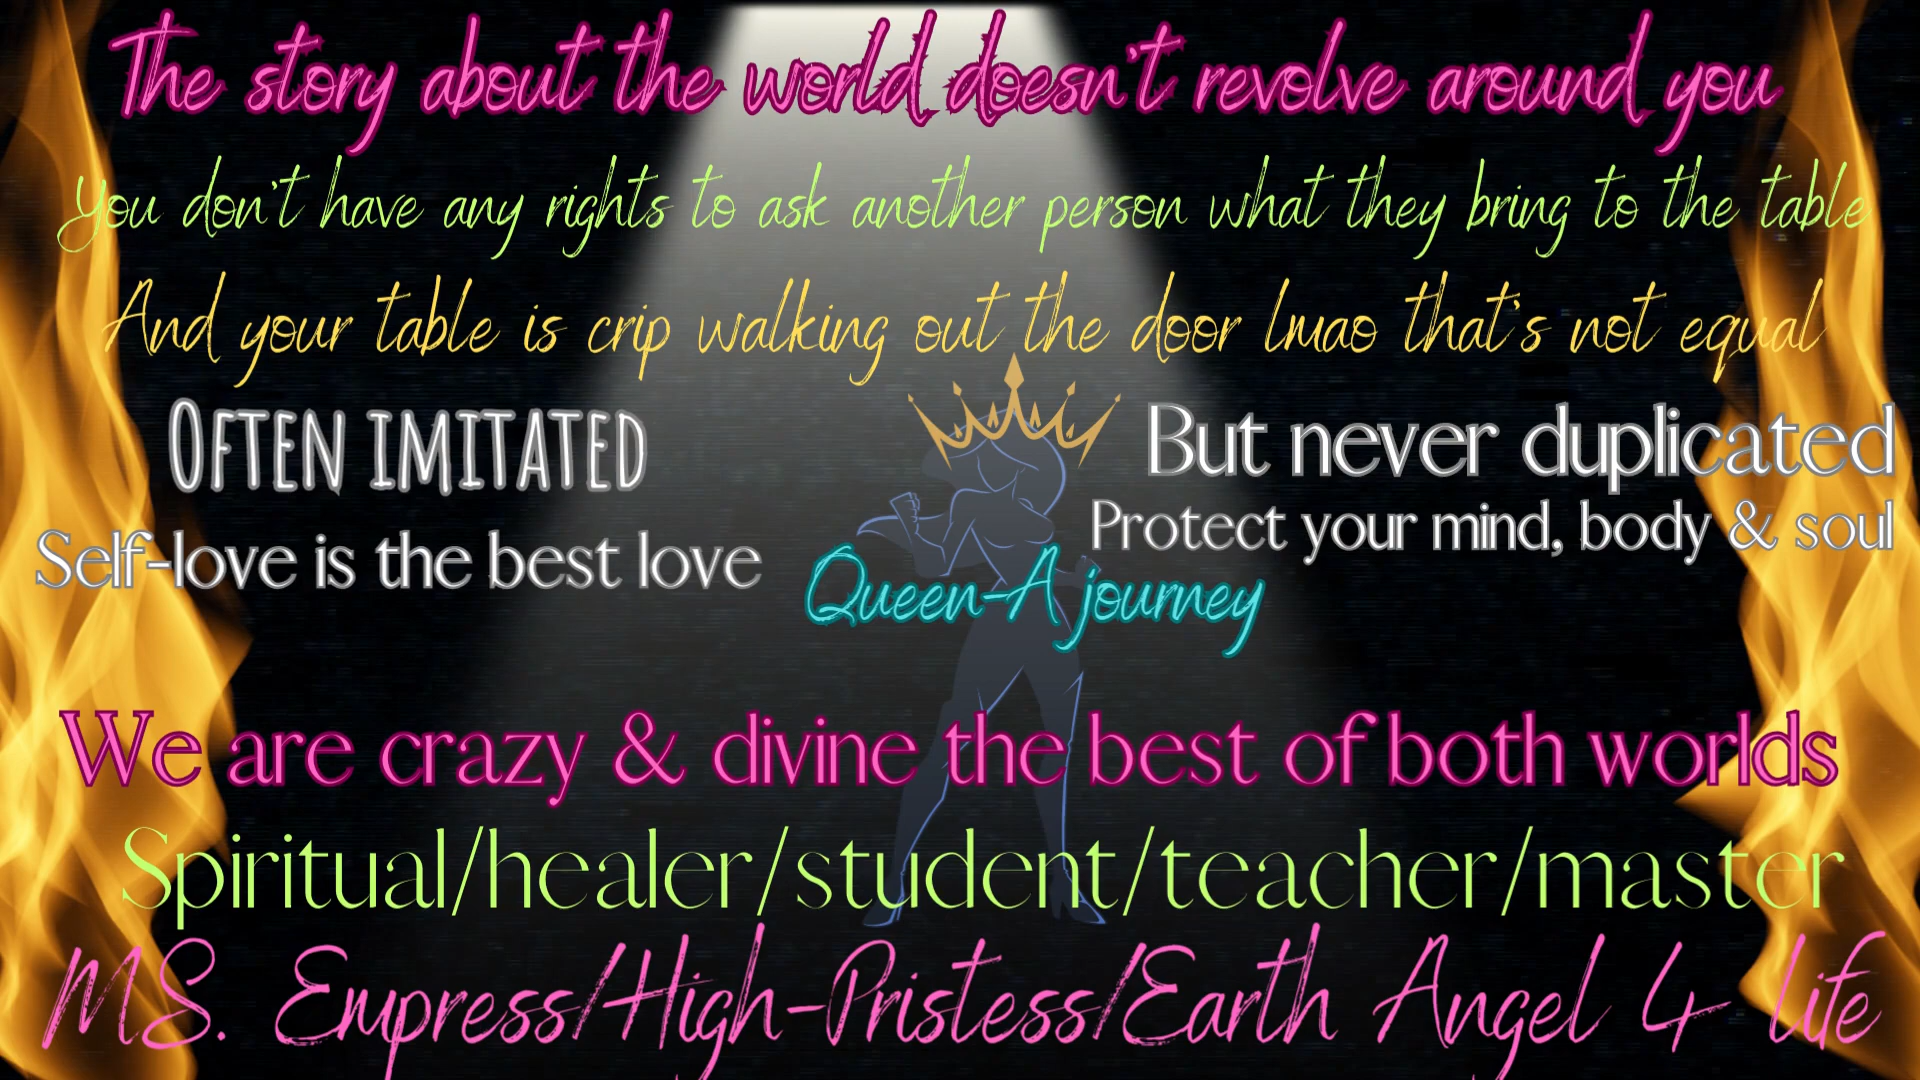 The story about the world doesn't revolve around you
You don't have any rights to ask another person what they bring to the table
And your table is crip walking out the door lmao that's not equal
Often imitated
But never duplicated
Self-love is the best love
Protect your mind, body & soul
Queen-A journey
We are crazy & divine the best of both worlds
Spiritual/healer/student/teacher/master
MS. Empress/High-Pristess/Earth Angel 4 life